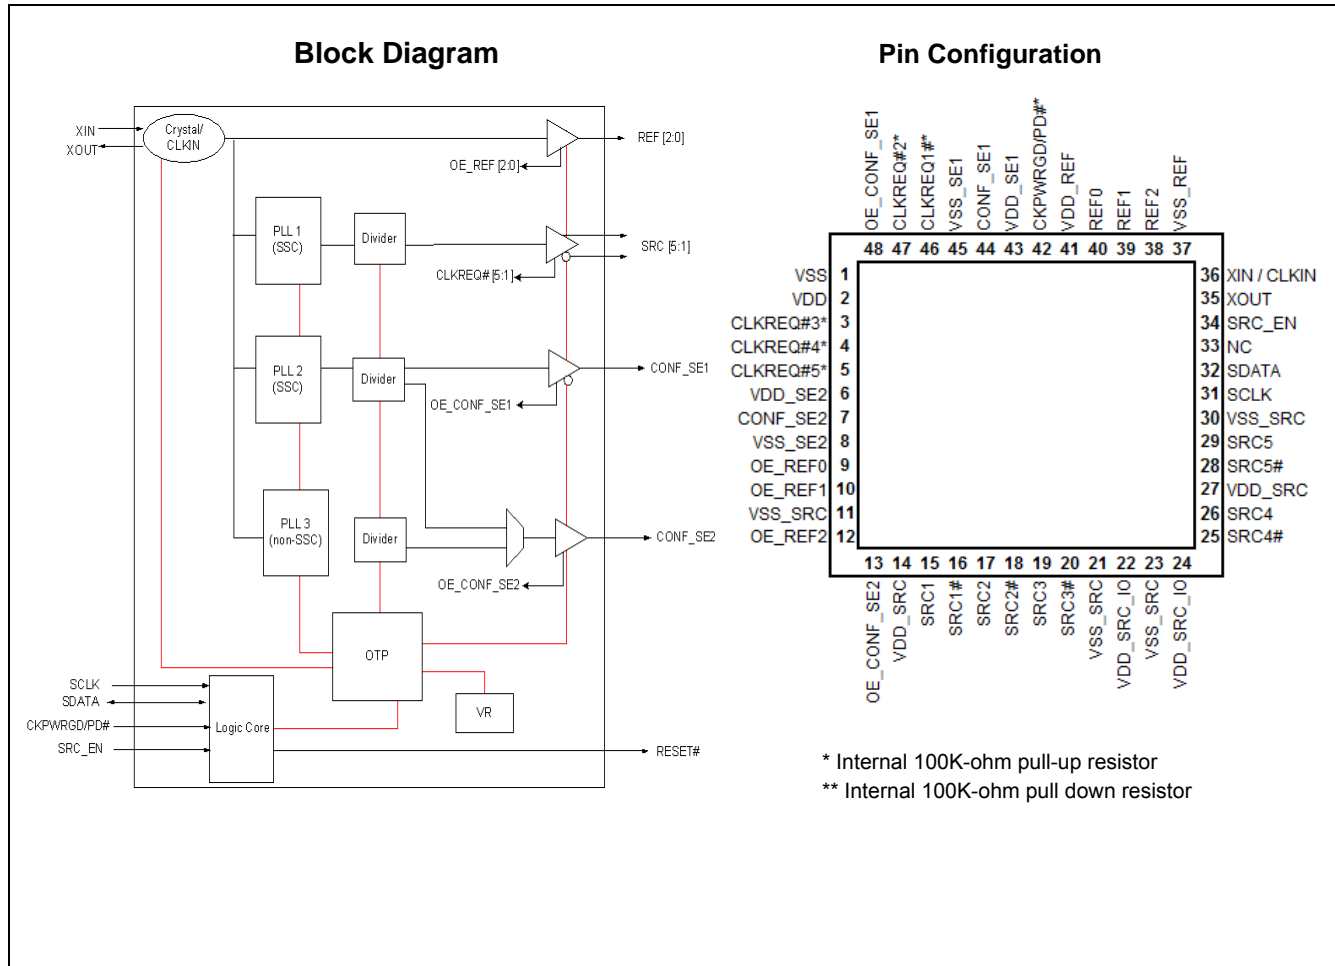 Block Diagram
Pin Configuration
XIN
XOUT
Crystal/
CLKIN
REF [2:0]
OE_REF [2:0]
PLL 1
(SSC)
Divider
SRC [5:1]
CLKREQ# [5:1]
PLL 2
(SSC)
Divider
CONF_SE1
OE_CONF_SE1
PLL 3
(non-SSC)
Divider
CONF_SE2
OE_CONF_SE2
OTP
VR
SCLK
SDATA
CKPWRGD/PD#
SRC_EN
Logic Core
RESET#
OE_CONF_SE1
CLKREQ#2*
CLKREQ1#*
VSS_SE1
CONF_SE1
VDD_SE1
CKPWRGD/PD#*
VDD_REF
REF0
REF1
REF2
VSS_REF
48 47 46 45 44 43 42 41 40 39 38 37
VSS 1
VDD 2
CLKREQ#3* 3
CLKREQ#4* 4
CLKREQ#5* 5
VDD_SE2 6
CONF_SE2 7
VSS_SE2 8
OE_REF0 9
OE_REF1 10
VSS_SRC 11
OE_REF2 12
36 XIN / CLKIN
35 XOUT
34 SRC_EN
33 NC
32 SDATA
31 SCLK
30 VSS_SRC
29 SRC5
28 SRC5#
27 VDD_SRC
26 SRC4
25 SRC4#
13 14 15 16 17 18 19 20 21 22 23 24
OE_CONF_SE2
VDD_SRC
SRC1
SRC1#
SRC2
SRC2#
SRC3
SRC3#
VSS_SRC
VDD_SRC_IO
VSS_SRC
VDD_SRC_IO
* Internal 100K-ohm pull-up resistor
** Internal 100K-ohm pull down resistor